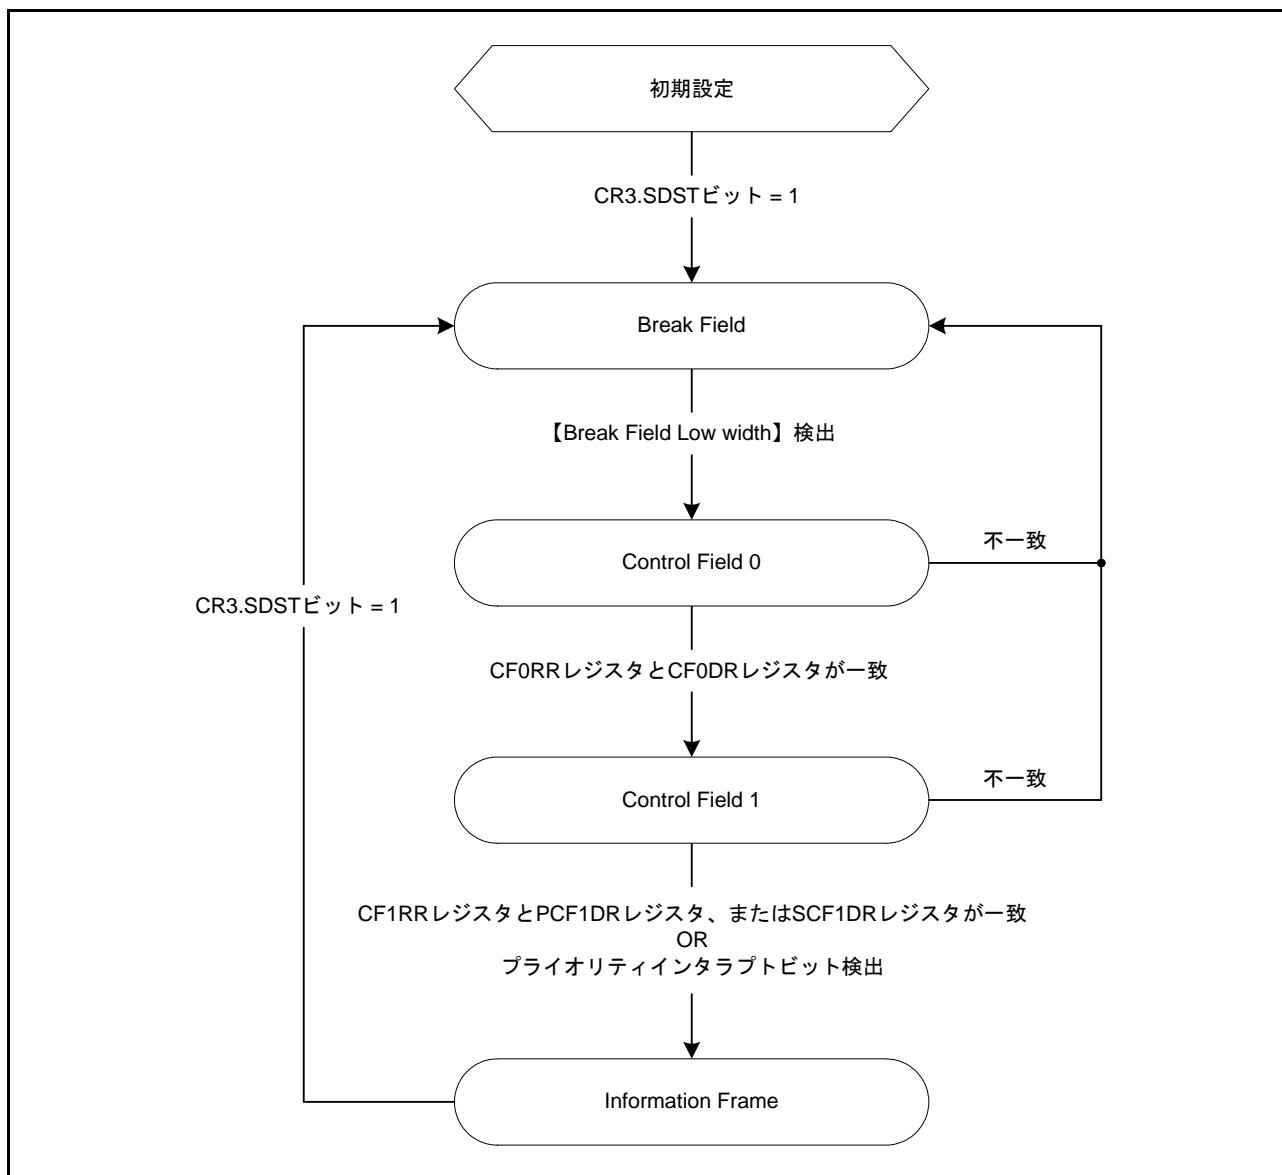 初期設定
CR3.SDSTビット = 1
Break Field
【Break Field Low width】検出
Control Field 0
不一致
CR3.SDSTビット = 1
CF0RRレジスタとCF0DRレジスタが一致
Control Field 1
不一致
CF1RRレジスタとPCF1DRレジスタ、またはSCF1DRレジスタが一致
OR
プライオリティインタラプトビット検出
Information Frame